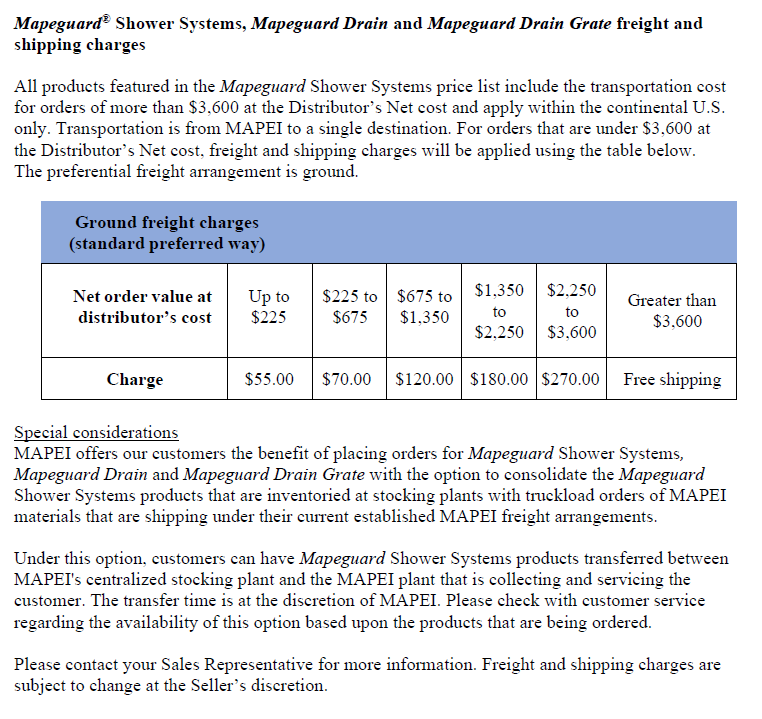 Mapeguard® Shower Systems, Mapeguard Drain and Mapeguard Drain Grate freight and
shipping charges
All products featured in the Mapeguard Shower Systems price list include the transportation cost
for orders of more than $3,600 at the Distributor's Net cost and apply within the continental U.S.
only. Transportation is from MAPEI to a single destination. For orders that are under $3,600 at
the Distributor's Net cost, freight and shipping charges will be applied using the table below.
The preferential freight arrangement is ground.
Ground freight charges
(standard preferred way)
Net order value at distributor's cost Up to $225 $225 to $675 $675 to $1,350 $1,350 to $2,250 $2,250 to $3,600 Greater than $3,600
Charge $55.00 $70.00 $120.00 $180.00 $270.00 Free shipping
Special considerations
MAPEI offers our customers the benefit of placing orders for Mapeguard Shower Systems,
Mapeguard Drain and Mapeguard Drain Grate with the option to consolidate the Mapeguard
Shower Systems products that are inventoried at stocking plants with truckload orders of MAPEI
materials that are shipping under their current established MAPEI freight arrangements.
Under this option, customers can have Mapeguard Shower Systems products transferred between
MAPEI's centralized stocking plant and the MAPEI plant that is collecting and servicing the
customer. The transfer time is at the discretion of MAPEI. Please check with customer service
regarding the availability of this option based upon the products that are being ordered.
Please contact your Sales Representative for more information. Freight and shipping charges are
subject to change at the Seller's discretion.